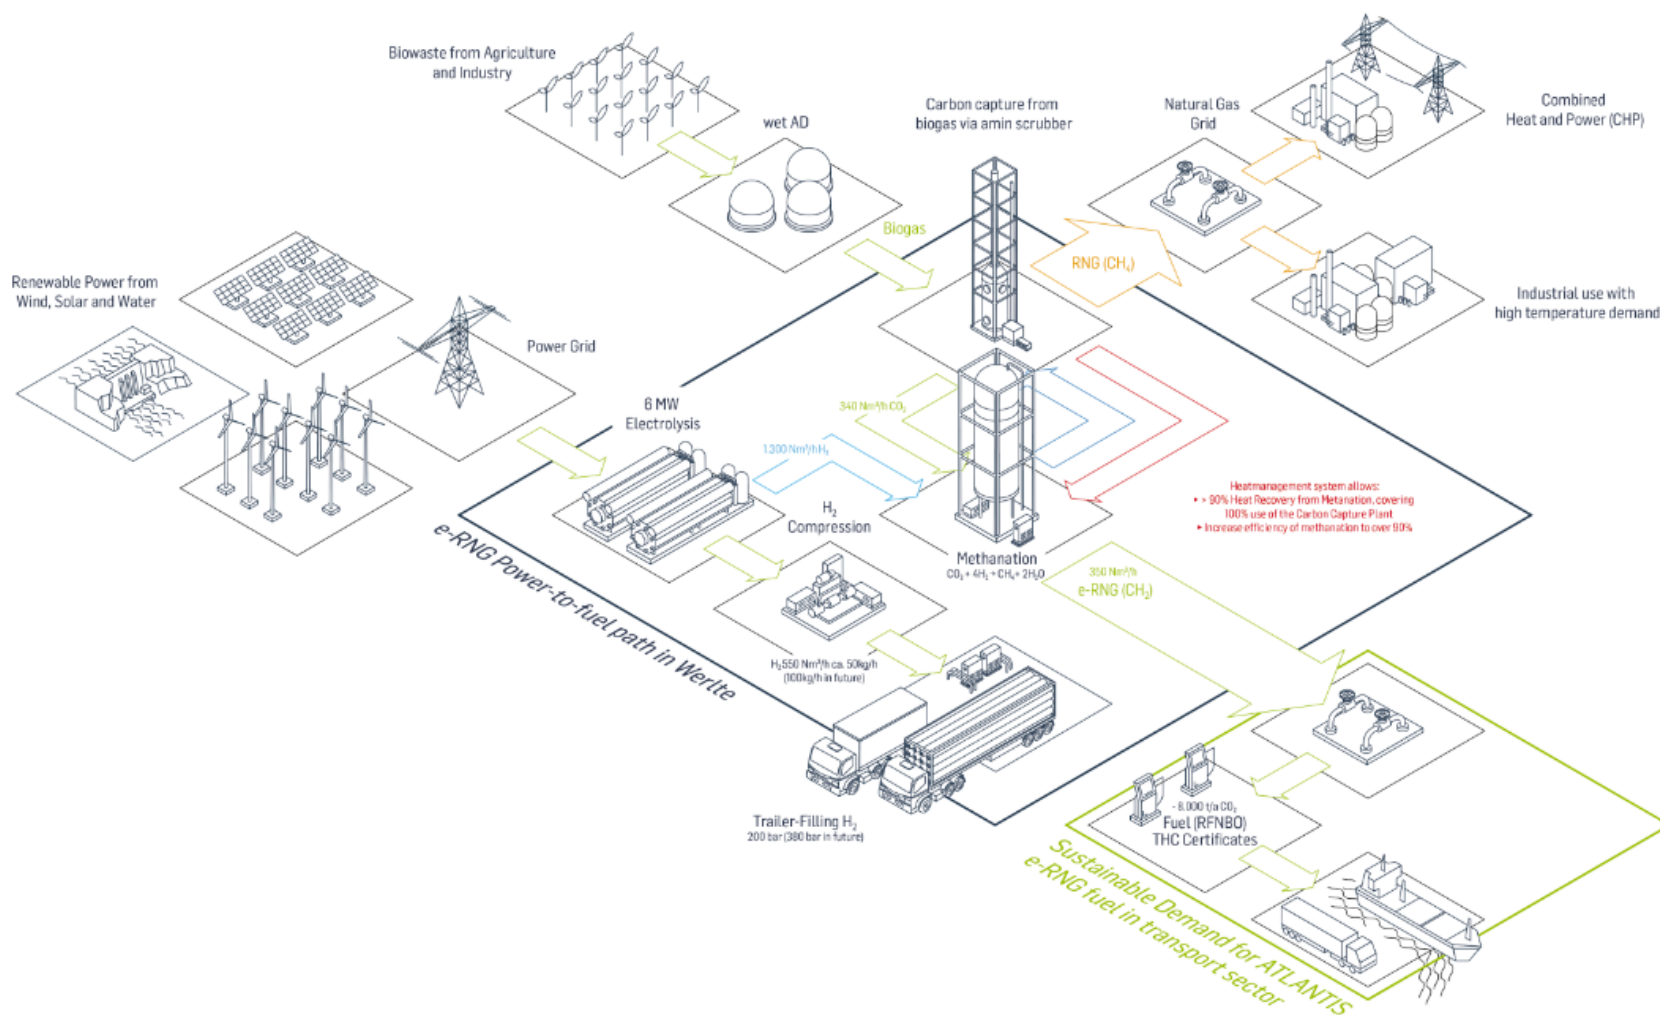 Biowaste from Agriculture
and Industry
wet AD
Carbon capture from
biogas via amin scrubber
Natural Gas
Grid
Combined
Heat and Power (CHP)
Biogas
RNG (CH₄)
Renewable Power from
Wind, Solar and Water
Power Grid
Industrial use with
high temperature demand
6 MW
Electrolysis
340 Nm³/h CO₂
1.300 Nm³/h H₂
Heatmanagement system allows:
• > 90% Heat Recovery from Metanation, covering
100% use of the Carbon Capture Plant
▸ Increase efficiency of methanation to over 90%
H₂
Compression
Methanation
CO₂ + 4H₂ → CH₄ + 2H₂O
350 Nm³/h
e-RNG (CH₂)
e-RNG Power-to-fuel path in Werlte
H₂ 550 Nm³/h ca. 50kg/h
(100kg/h in future)
Trailer-Filling H₂
200 bar (380 bar in future)
- 8.000 t/a CO₂
Fuel (RFNBO)
THC Certificates
Sustainable Demand for ATLANTIS
e-RNG fuel in transport sector